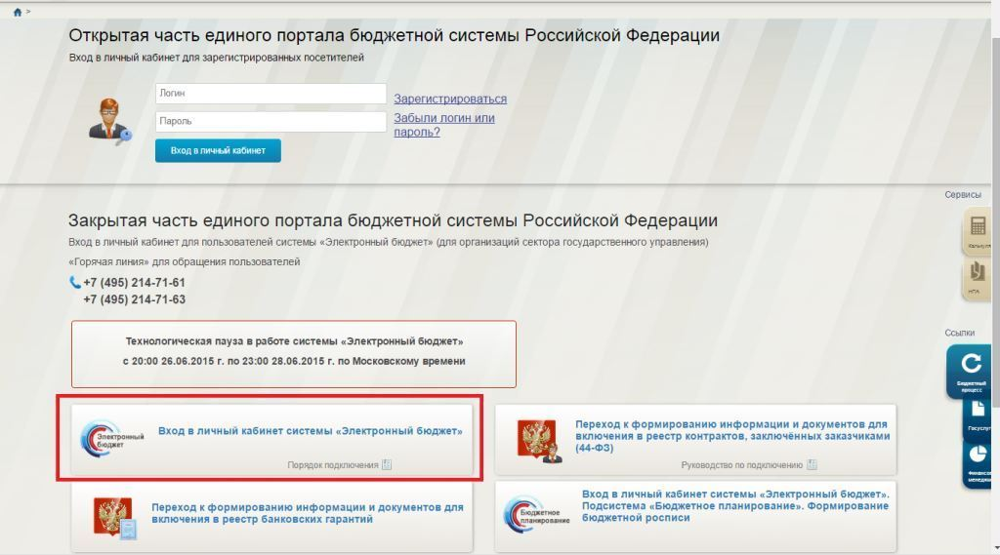 >
Открытая часть единого портала бюджетной системы Российской Федерации
Вход в личный кабинет для зарегистрированных посетителей
Логин
Зарегистрироваться
Пароль
Забыли логин или
пароль?
Вход в личный кабинет
Закрытая часть единого портала бюджетной системы Российской Федерации
Вход в личный кабинет для пользователей системы «Электронный бюджет» (для организаций сектора государственного управления)
«Горячая линия» для обращения пользователей
+7 (495) 214-71-61
+7 (495) 214-71-63
Технологическая пауза в работе системы «Электронный бюджет»
с 20:00 26.06.2015 г. по 23:00 28.06.2015 г. по Московскому времени
Электронный
бюджет
Вход в личный кабинет системы «Электронный бюджет»
Порядок подключения
Переход к формированию информации и документов для
включения в реестр контрактов, заключённых заказчиками
(44-ФЗ)
Руководство по подключению
Переход к формированию информации и документов для
включения в реестр банковских гарантий
Бюджетное
планирование
Вход в личный кабинет системы «Электронный бюджет».
Подсистема «Бюджетное планирование». Формирование
бюджетной росписи
Сервисы
Калькул
НПА
Ссылки
Бюджетный
процесс
Госуслуг
Финансов
менеджм